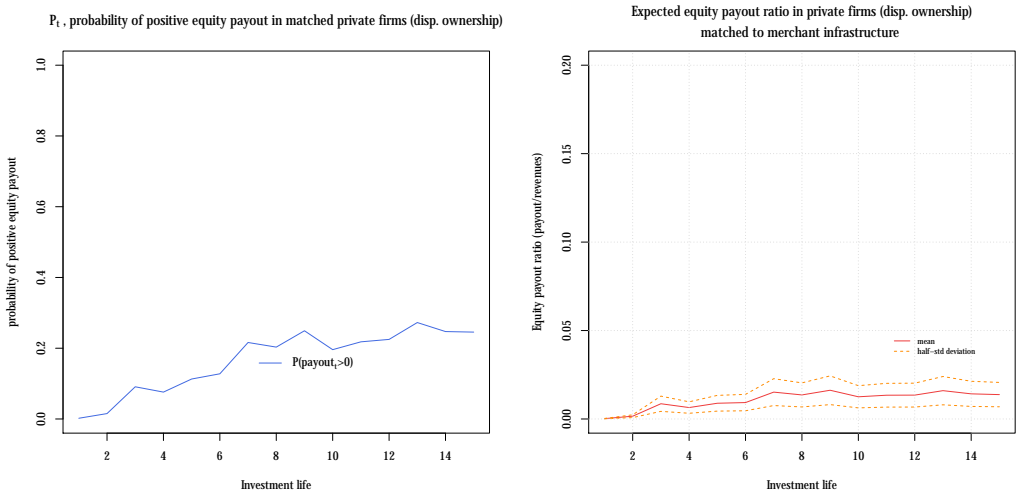 Pt , probability of positive equity payout in matched private firms (disp. ownership)
probability of positive equity payout
1.0
0.8
0.6
0.4
0.2
0.0
P(payoutt>0)
2
4
6
8
10
12
14
Investment life
Expected equity payout ratio in private firms (disp. ownership)
matched to merchant infrastructure
Equity payout ratio (payout/revenues)
0.20
0.15
0.10
0.05
0.00
mean
half−std deviation
2
4
6
8
10
12
14
Investment life